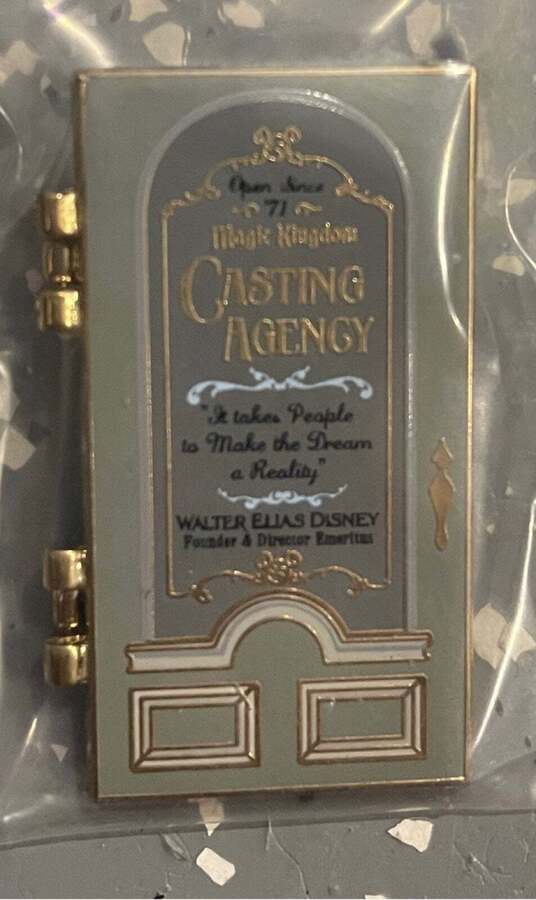 Open Since
'71
Magic Kingdom
CASTING
AGENCY
"It takes People
to Make the Dream
a Reality"
WALTER ELIAS DISNEY
Founder & Director Emeritus